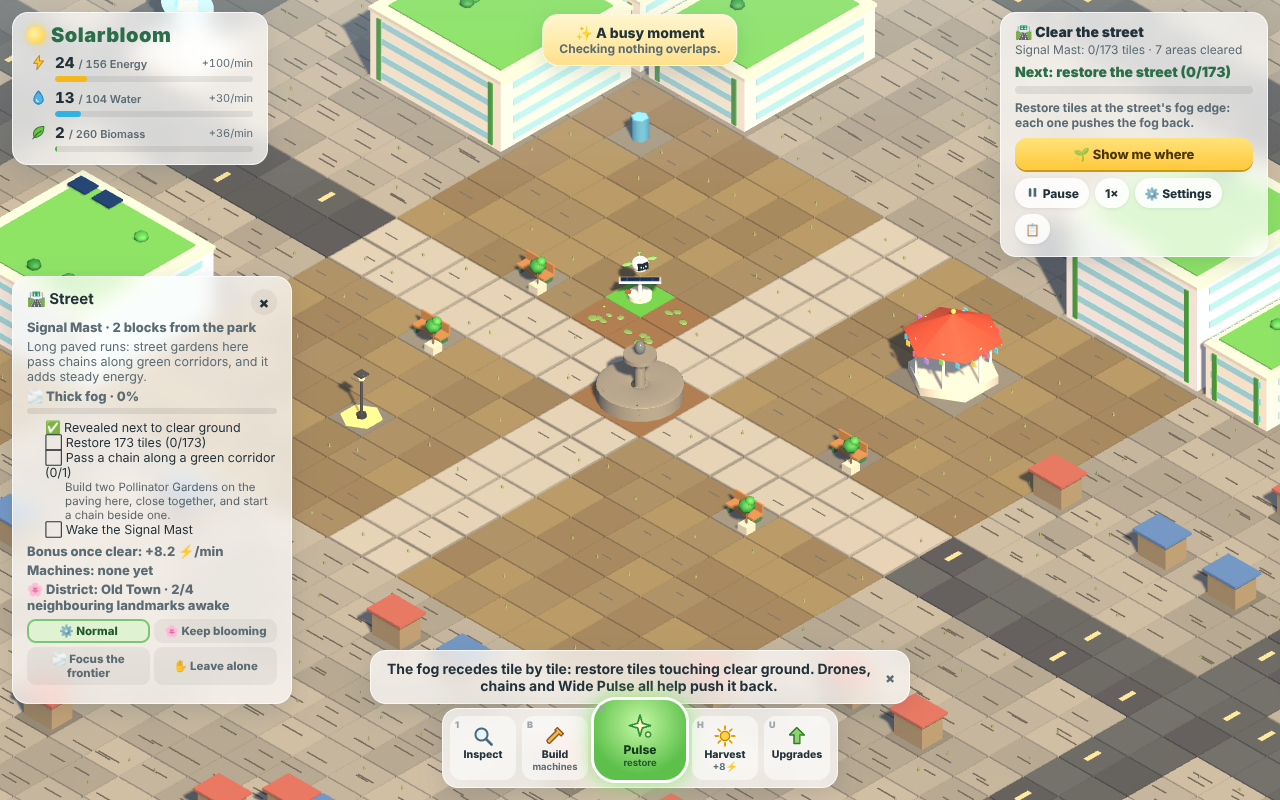 Solarbloom
24 / 156 Energy +100/min
13 / 104 Water +30/min
2 / 260 Biomass +36/min
✨ A busy moment
Checking nothing overlaps.
🛣️ Clear the street
Signal Mast: 0/173 tiles · 7 areas cleared
Next: restore the street (0/173)
Restore tiles at the street's fog edge:
each one pushes the fog back.
🌱 Show me where
⏸ Pause 1× ⚙️ Settings
📋
🛣️ Street ×
Signal Mast · 2 blocks from the park
Long paved runs: street gardens here
pass chains along green corridors, and it
adds steady energy.
🌫️ Thick fog · 0%
✅ Revealed next to clear ground
⬜ Restore 173 tiles (0/173)
⬜ Pass a chain along a green corridor
(0/1)
Build two Pollinator Gardens on the
paving here, close together, and start
a chain beside one.
⬜ Wake the Signal Mast
Bonus once clear: +8.2 ⚡/min
Machines: none yet
🌸 District: Old Town · 2/4
neighbouring landmarks awake
⚙️ Normal 🌸 Keep blooming
🌫️ Focus the
frontier
✋ Leave alone
The fog recedes tile by tile: restore tiles touching clear ground. Drones,
chains and Wide Pulse all help push it back.
×
1 Inspect
B Build
machines
Pulse
restore
H Harvest
+8⚡
U Upgrades